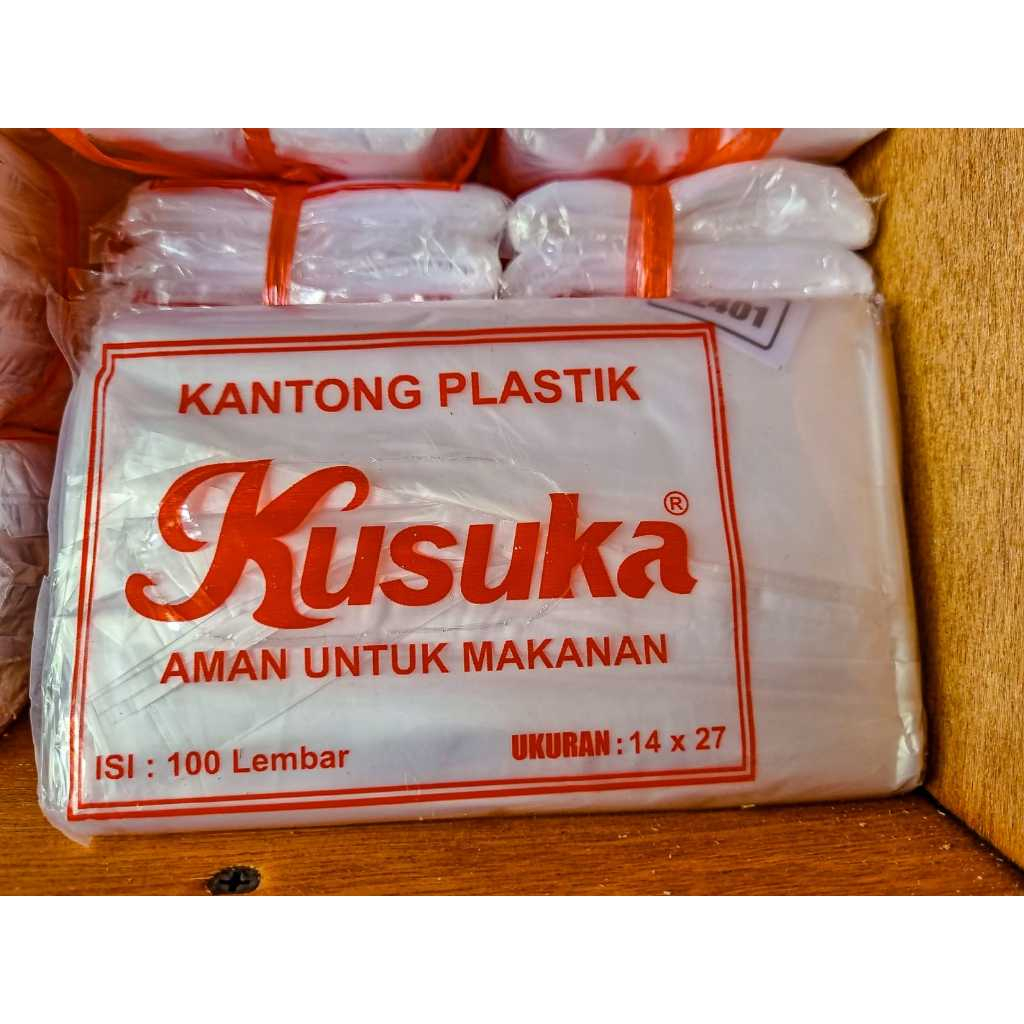 KANTONG PLASTIK
Kusuka®
AMAN UNTUK MAKANAN
ISI : 100 Lembar
UKURAN : 14 x 27